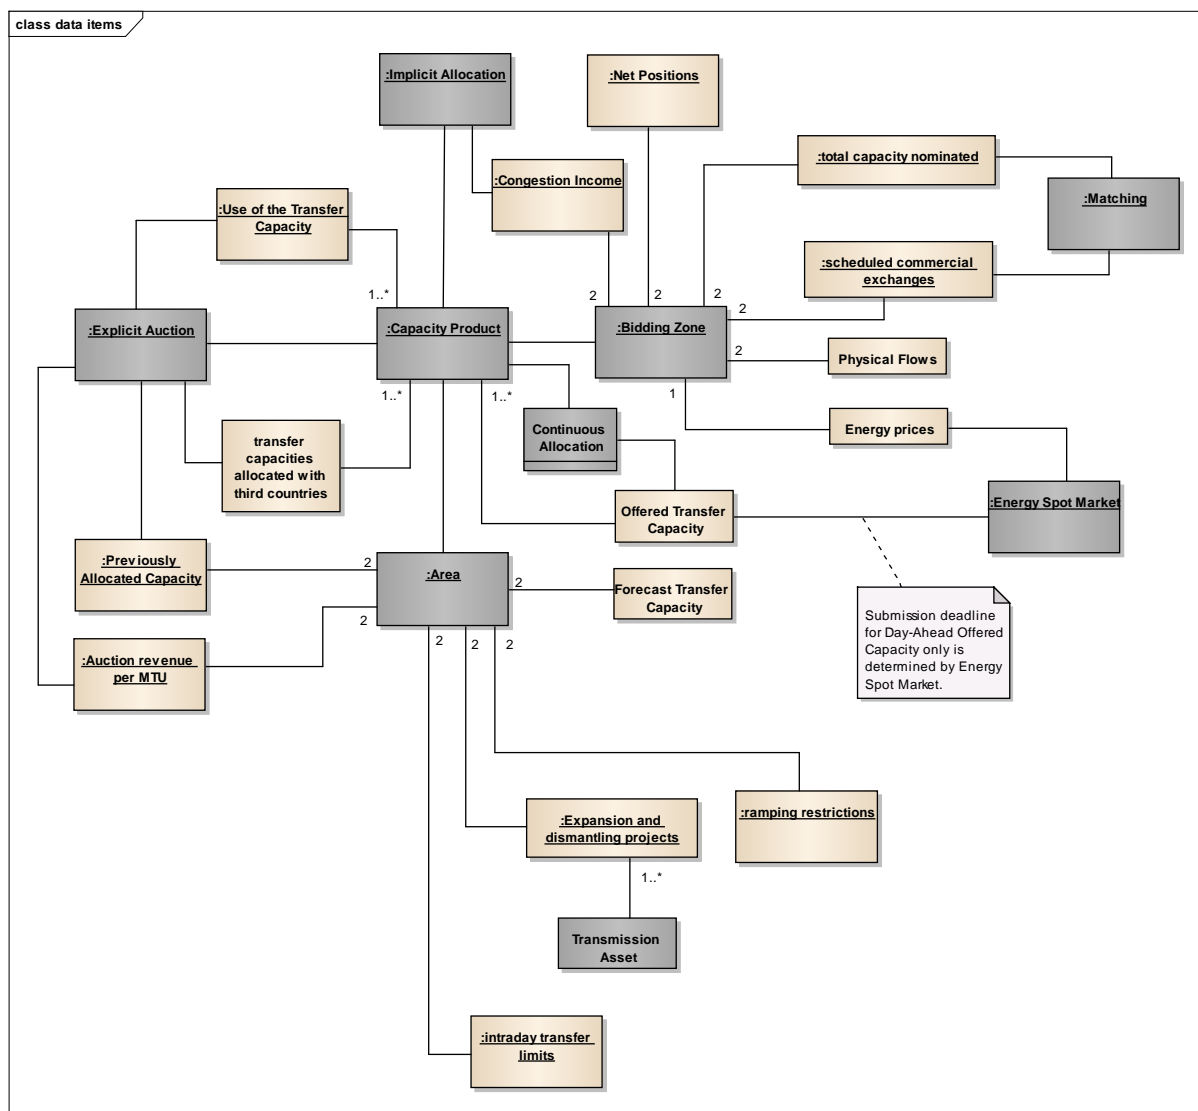 class data items
:Implicit Allocation
:Net Positions
:total capacity nominated
:Congestion Income
:Matching
:Use of the Transfer
Capacity
:scheduled commercial
exchanges
1..*
2
2
2
2
:Explicit Auction
:Capacity Product
:Bidding Zone
2
Physical Flows
1..*
1..*
1
Continuous
Allocation
Energy prices
transfer
capacities
allocated with
third countries
Offered Transfer
Capacity
:Energy Spot Market
:Previously
Allocated Capacity
2
:Area
2
Forecast Transfer
Capacity
2
2
2
2
Submission deadline
for Day-Ahead Offered
Capacity only is
determined by Energy
Spot Market.
:Auction revenue
per MTU
:Expansion and
dismantling projects
:ramping restrictions
1..*
Transmission
Asset
:intraday transfer
limits